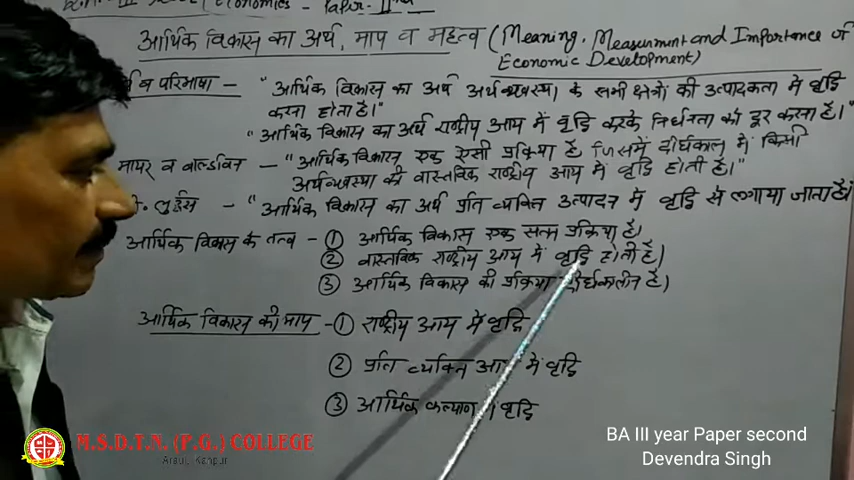 Economics - Paper - II nd
आर्थिक विकास का अर्थ, माप व महत्व (Meaning, Measurment and Importance of
Economic Development)
व परिभाषा - "आर्थिक विकास का अर्थ अर्थव्यवस्था के सभी क्षेत्रों की उत्पादकता में वृद्धि
करना होता है।"
"आर्थिक विकास का अर्थ राष्ट्रीय आय में वृद्धि करके निर्धनता को दूर करना है।"
मायर व बाल्डविन - "आर्थिक विकास एक ऐसी प्रक्रिया है जिसमें दीर्घकाल में किसी
अर्थव्यवस्था की वास्तविक राष्ट्रीय आय में वृद्धि होती है।"
लुईस - "आर्थिक विकास का अर्थ प्रति व्यक्ति उत्पादन में वृद्धि से लगाया जाता है।
आर्थिक विकास के तत्व - ① आर्थिक विकास एक सतत प्रक्रिया है।
② वास्तविक राष्ट्रीय आय में वृद्धि होती है।
③ आर्थिक विकास की प्रक्रिया दीर्घकालीन है।
आर्थिक विकास की माप - ① राष्ट्रीय आय में वृद्धि
② प्रति व्यक्ति आय में वृद्धि
③ आर्थिक कल्याण वृद्धि
M.S.D.T.N. (P.G.) COLLEGE
BA III year Paper second
Devendra Singh